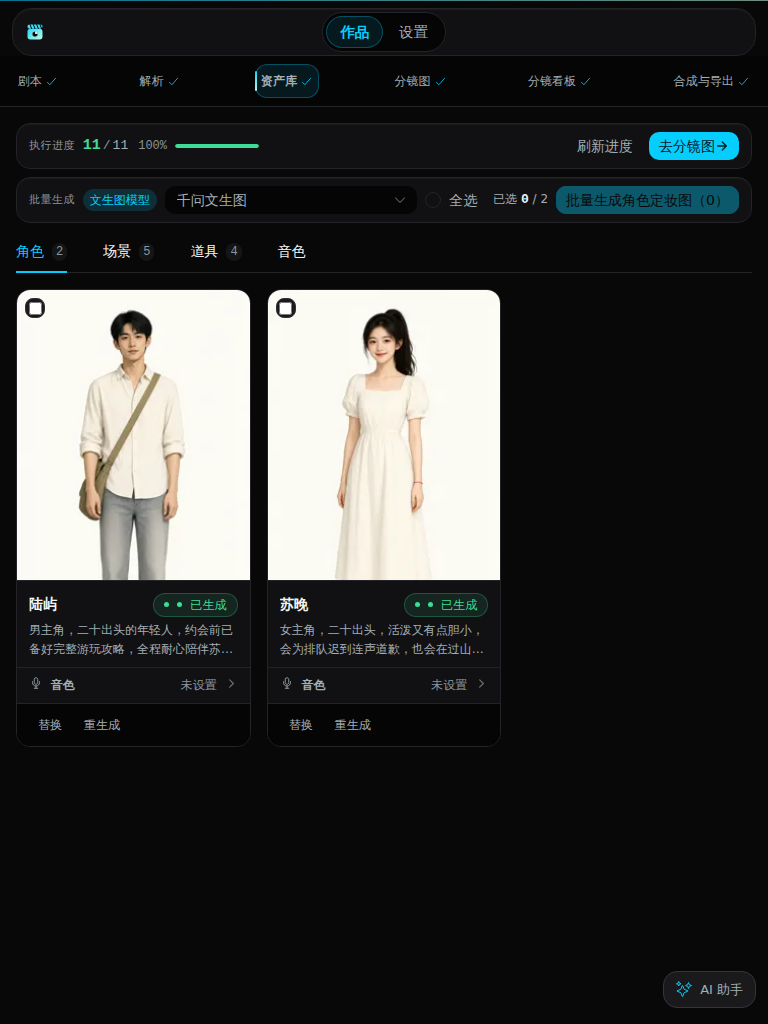 作品 设置
剧本 解析 资产库 分镜图 分镜看板 合成与导出
执行进度 11/11 100% 刷新进度 去分镜图→
批量生成 文生图模型 千问文生图 全选 已选 0 / 2 批量生成角色定妆图（0）
角色 2 场景 5 道具 4 音色
陆屿 已生成
男主角，二十出头的年轻人，约会前已
备好完整游玩攻略，全程耐心陪伴苏…
音色 未设置
替换 重生成
苏晚 已生成
女主角，二十出头，活泼又有点胆小，
会为排队迟到连声道歉，也会在过山…
音色 未设置
替换 重生成
AI 助手